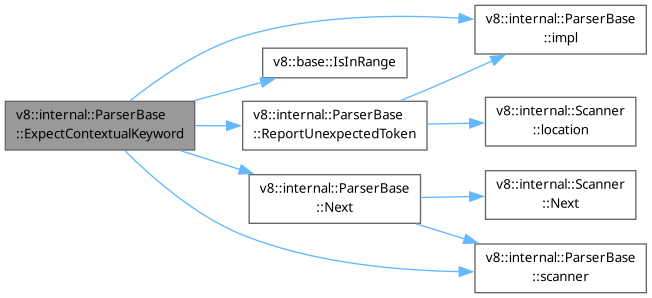 v8::internal::ParserBase
::ExpectContextualKeyword
v8::internal::ParserBase
::impl
v8::base::IsInRange
v8::internal::ParserBase
::ReportUnexpectedToken
v8::internal::Scanner
::location
v8::internal::ParserBase
::Next
v8::internal::Scanner
::Next
v8::internal::ParserBase
::scanner